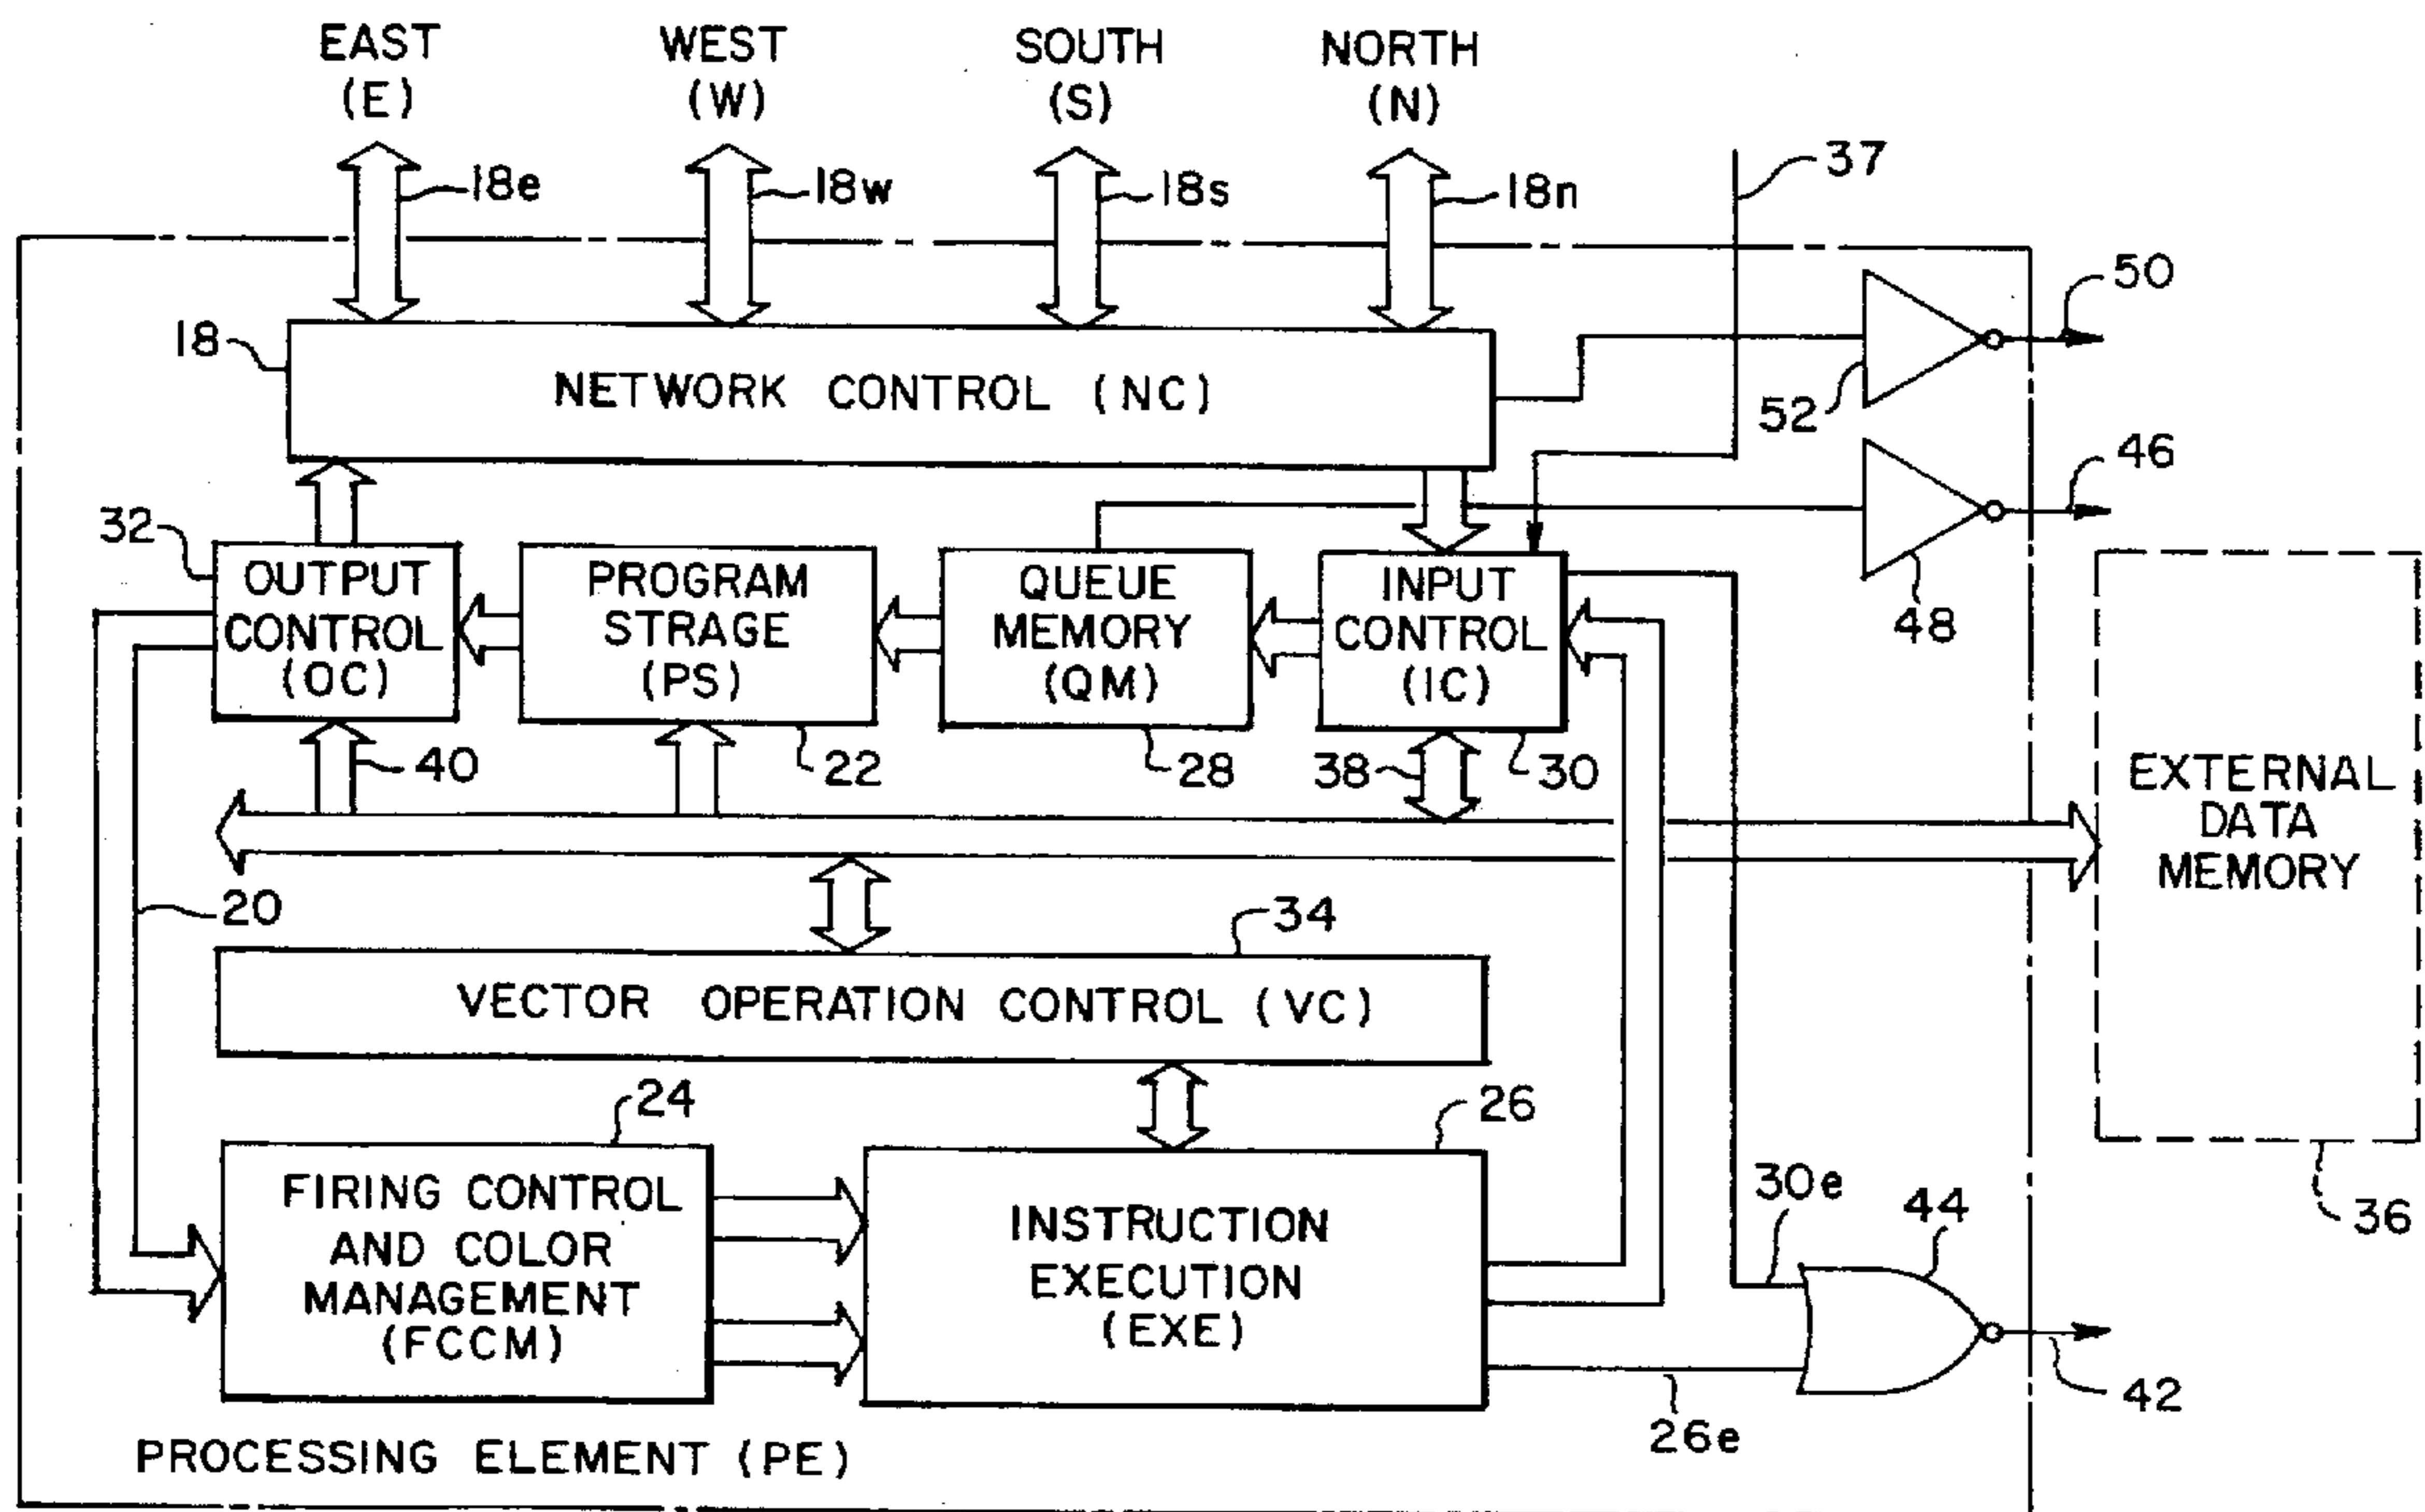 EAST
(E)
WEST
(W)
SOUTH
(S)
NORTH
(N)
37
18e
18w
18s
18n
50
18
NETWORK CONTROL (NC)
52
46
32
OUTPUT
CONTROL
(OC)
PROGRAM
STRAGE
(PS)
QUEUE
MEMORY
(QM)
INPUT
CONTROL
(IC)
48
40
22
28
38
30
EXTERNAL
DATA
MEMORY
20
34
VECTOR OPERATION CONTROL (VC)
24
26
FIRING CONTROL
AND COLOR
MANAGEMENT
(FCCM)
INSTRUCTION
EXECUTION
(EXE)
30e
44
36
42
26e
PROCESSING ELEMENT (PE)